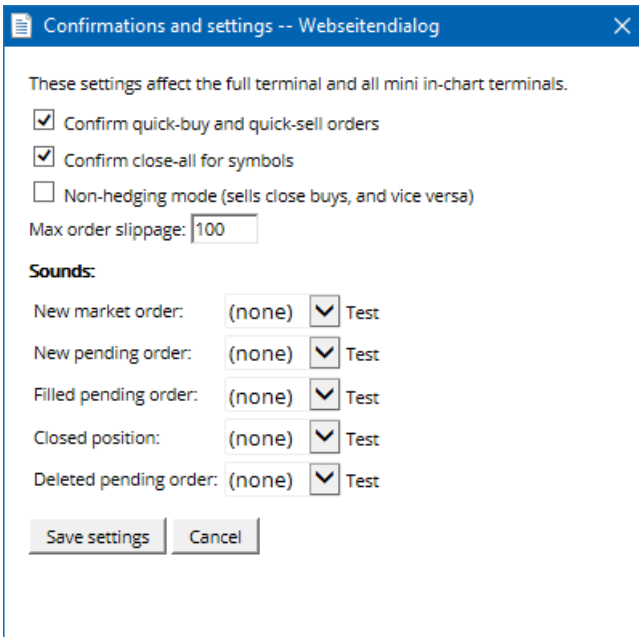 Confirmations and settings -- Webseitendialog
These settings affect the full terminal and all mini in-chart terminals.
Confirm quick-buy and quick-sell orders
Confirm close-all for symbols
Non-hedging mode (sells close buys, and vice versa)
Max order slippage: 100
Sounds:
New market order: (none) Test
New pending order: (none) Test
Filled pending order: (none) Test
Closed position: (none) Test
Deleted pending order: (none) Test
Save settings Cancel